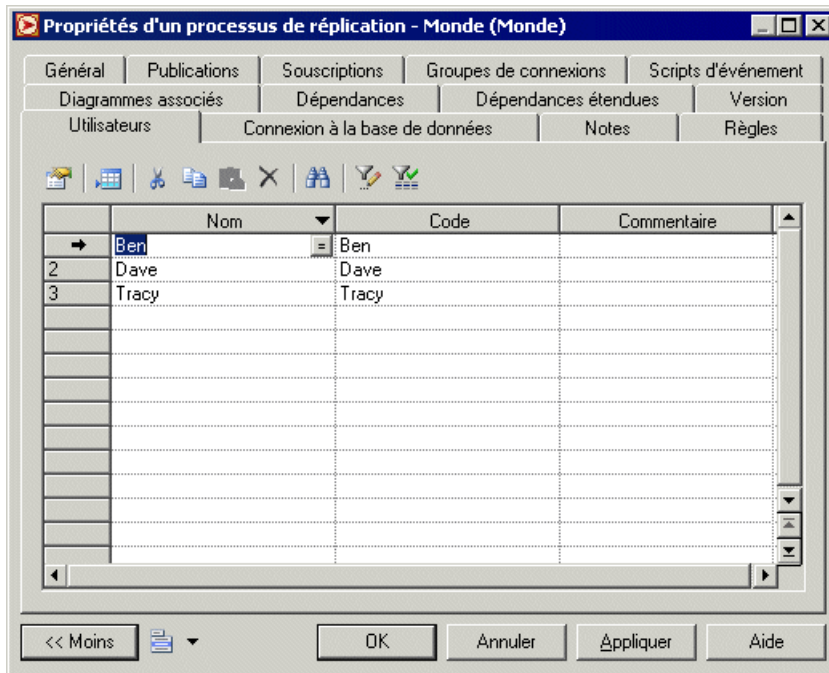 Propriétés d'un processus de réplication - Monde (Monde)
Général Publications Souscriptions Groupes de connexions Scripts d'événement
Diagrammes associés Dépendances Dépendances étendues Version
Utilisateurs Connexion à la base de données Notes Règles
Nom Code Commentaire
Ben = Ben
2 Dave Dave
3 Tracy Tracy
<< Moins OK Annuler Appliquer Aide